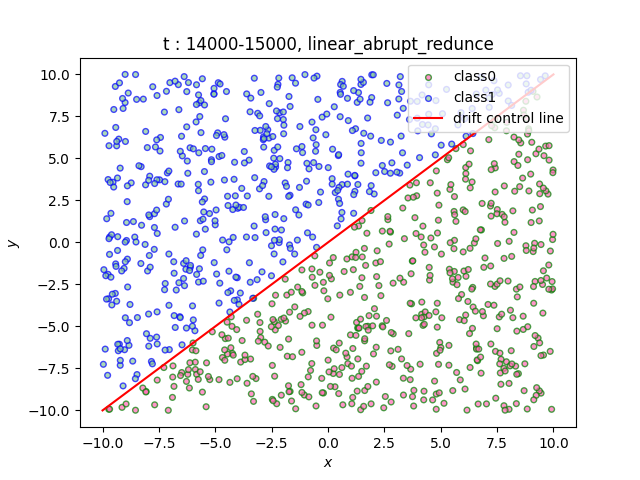 t : 14000-15000, linear_abrupt_redunce
class0
class1
drift control line
10.0
7.5
5.0
2.5
0.0
−2.5
−5.0
−7.5
−10.0
y
−10.0 −7.5 −5.0 −2.5 0.0 2.5 5.0 7.5 10.0
x